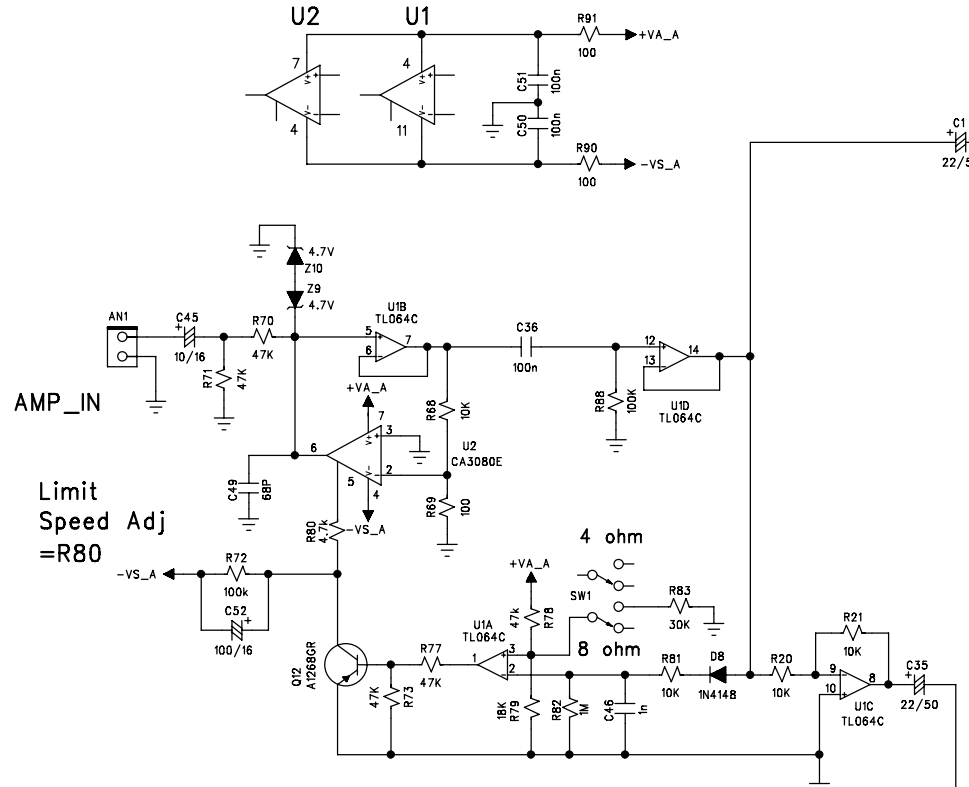 U2 U1
R91
100
+VA_A
7 4
V+ + V+ +
V- - V- -
4 11
C51
100n
C50
100n
R90
100
-VS_A
C1
+
22/5
4.7V
Z10
Z9
4.7V
AN1
C45
+
10/16
R70
47K
R71
47K
AMP_IN
U1B
TL064C
5 + 7
6 -
C36
100n
12 + 14
13 -
U1D
TL064C
R88
100K
+VA_A
R68
10K
7
V+ + 3
6
V- - 2
5
4
U2
CA3080E
C49
68P
R69
100
R80
4.7k
-VS_A
Limit
Speed Adj
=R80
-VS_A
R72
100k
C52
+
100/16
Q12
A1268GR
R77
47K
47K
R73
U1A
TL064C
1 + 3
- 2
+VA_A
47k
R78
4 ohm
SW1
8 ohm
R83
30K
18K
R79
R82
1M
C46
1n
R81
10K
D8
1N4148
R20
10K
R21
10K
9 - 8
10 +
U1C
TL064C
C35
+
22/50